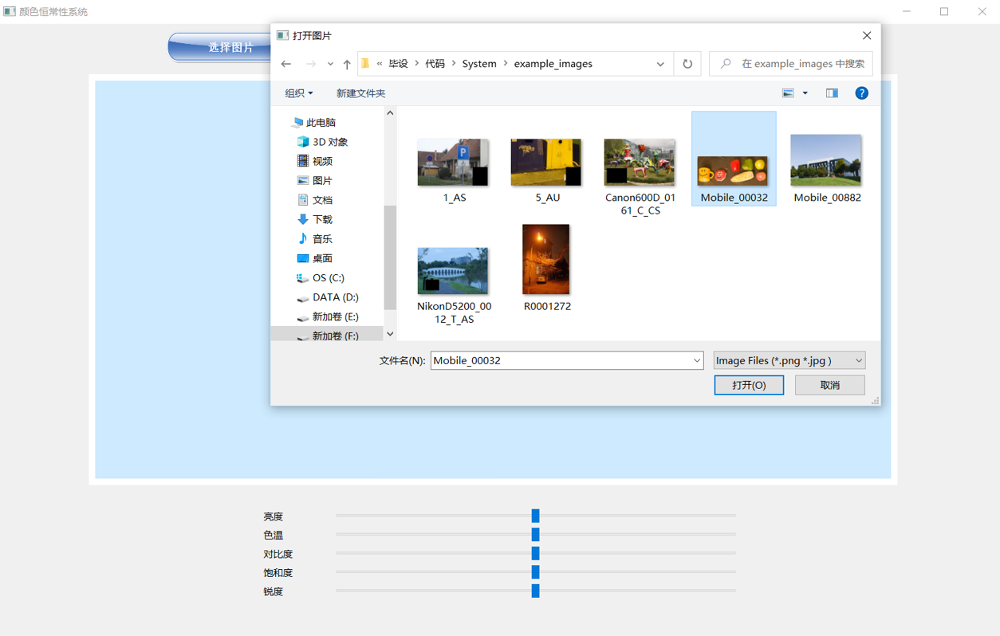 颜色恒常性系统
选择图片
打开图片
« 毕设 › 代码 › System › example_images
在 example_images 中搜索
组织
新建文件夹
此电脑
3D 对象
视频
图片
文档
下载
音乐
桌面
OS (C:)
DATA (D:)
新加卷 (E:)
新加卷 (F:)
P
1_AS
5_AU
Canon600D_01
61_C_CS
Mobile_00032
Mobile_00882
NikonD5200_00
12_T_AS
R0001272
文件名(N):
Mobile_00032
Image Files (*.png *.jpg )
打开(O)
取消
亮度
色温
对比度
饱和度
锐度